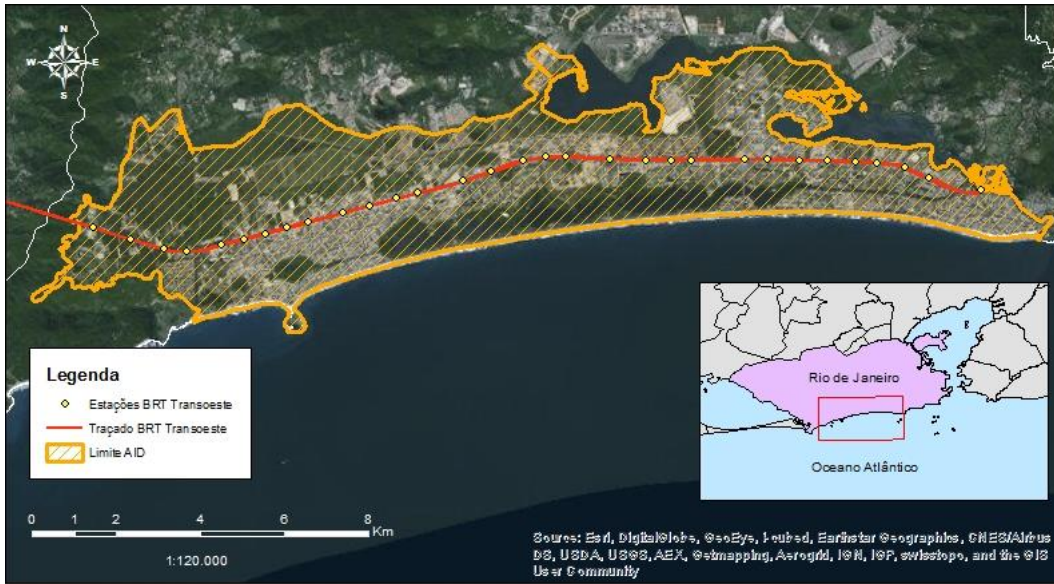 N
W E
S
Rio de Janeiro
Oceano Atlântico
Legenda
Estações BRT Transoeste
Traçado BRT Transoeste
Limite AID
0 1 2 4 6 8
Km
1:120.000
Source: Esri, DigitalGlobe, GeoEye, i-cubed, Earthstar Geographics, CNES/Airbus
DS, USDA, USGS, AEX, Getmapping, Aerogrid, IGN, IGP, swisstopo, and the GIS
User Community